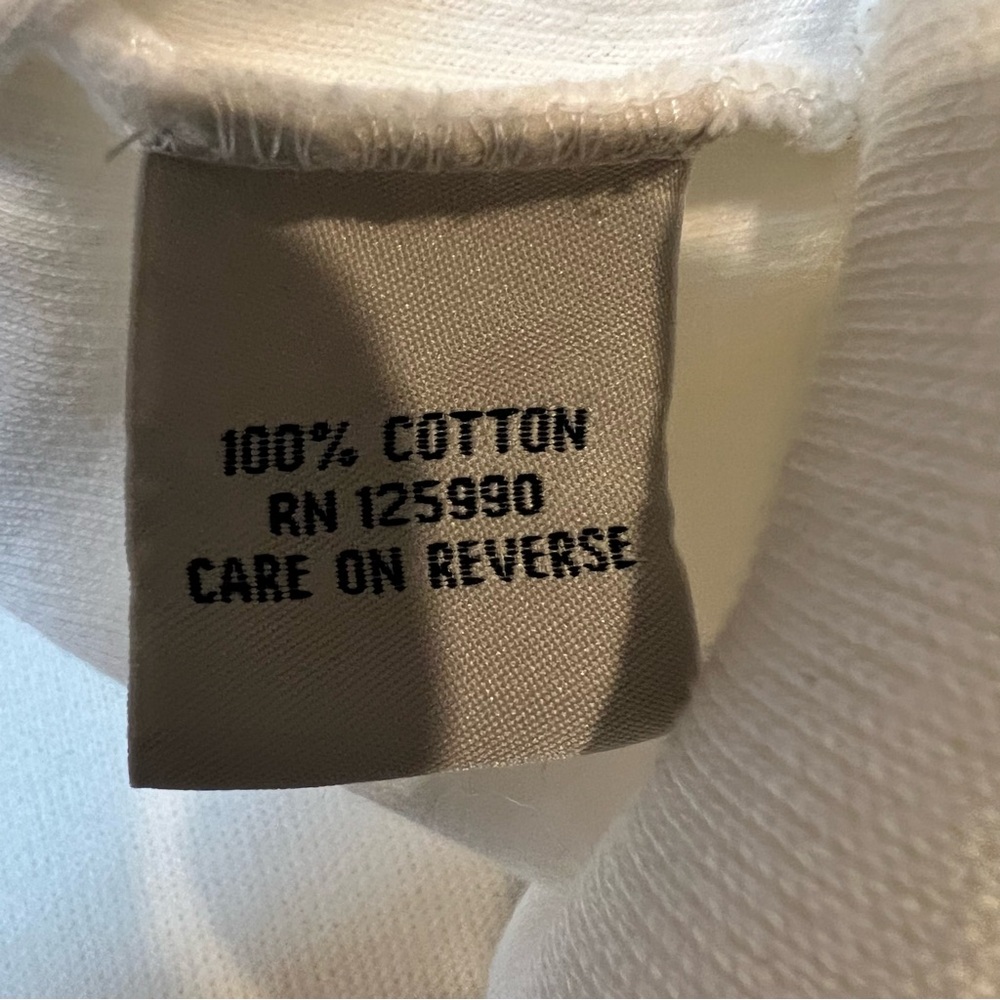 100% COTTON
RN 125990
CARE ON REVERSE